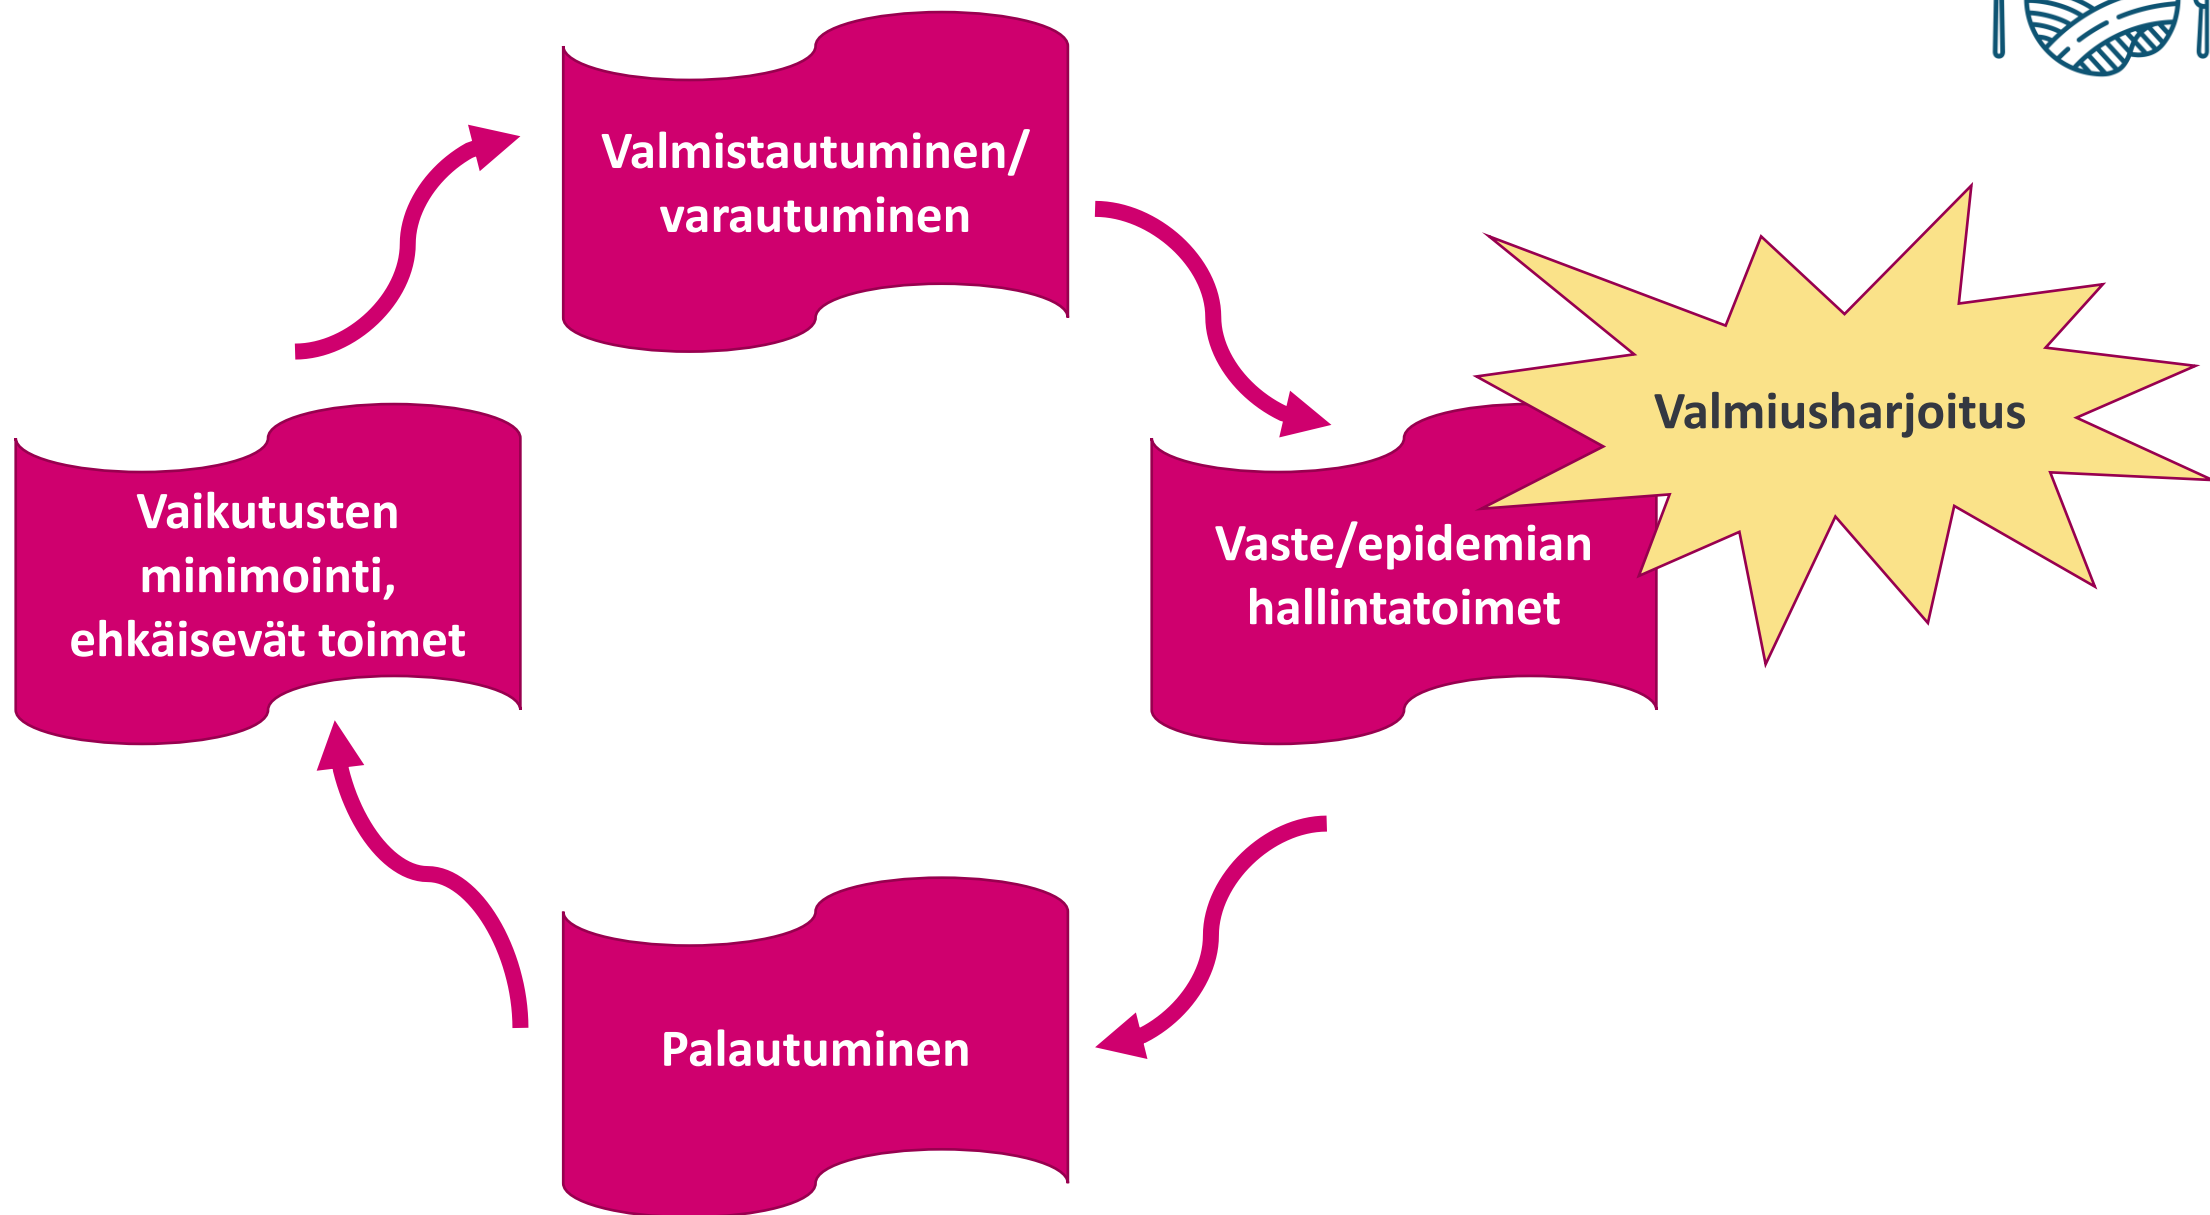 Valmistautuminen/
varautuminen
Valmiusharjoitus
Vaikutusten
minimointi,
ehkäisevät toimet
Vaste/epidemian
hallintatoimet
Palautuminen